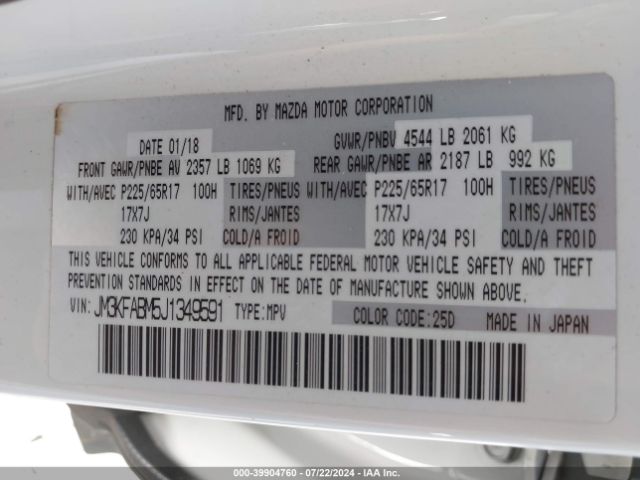 MFD. BY MAZDA MOTOR CORPORATION
DATE 01/18 GVWR/PNBV 4544 LB 2061 KG
FRONT GAWR/PNBE AV 2357 LB 1069 KG REAR GAWR/PNBE AR 2187 LB 992 KG
WITH/AVEC P225/65R17 100H TIRES/PNEUS WITH/AVEC P225/65R17 100H TIRES/PNEUS
17X7J RIMS/JANTES 17X7J RIMS/JANTES
230 KPA/34 PSI COLD/A FROID 230 KPA/34 PSI COLD/A FROID
THIS VEHICLE CONFORMS TO ALL APPLICABLE FEDERAL MOTOR VEHICLE SAFETY AND THEFT
PREVENTION STANDARDS IN EFFECT ON THE DATE OF MANUFACTURE SHOWN ABOVE.
VIN: JM3KFABM5J1349591 TYPE:MPV COLOR CODE:25D MADE IN JAPAN
000-39904760 - 07/22/2024 - IAA Inc.